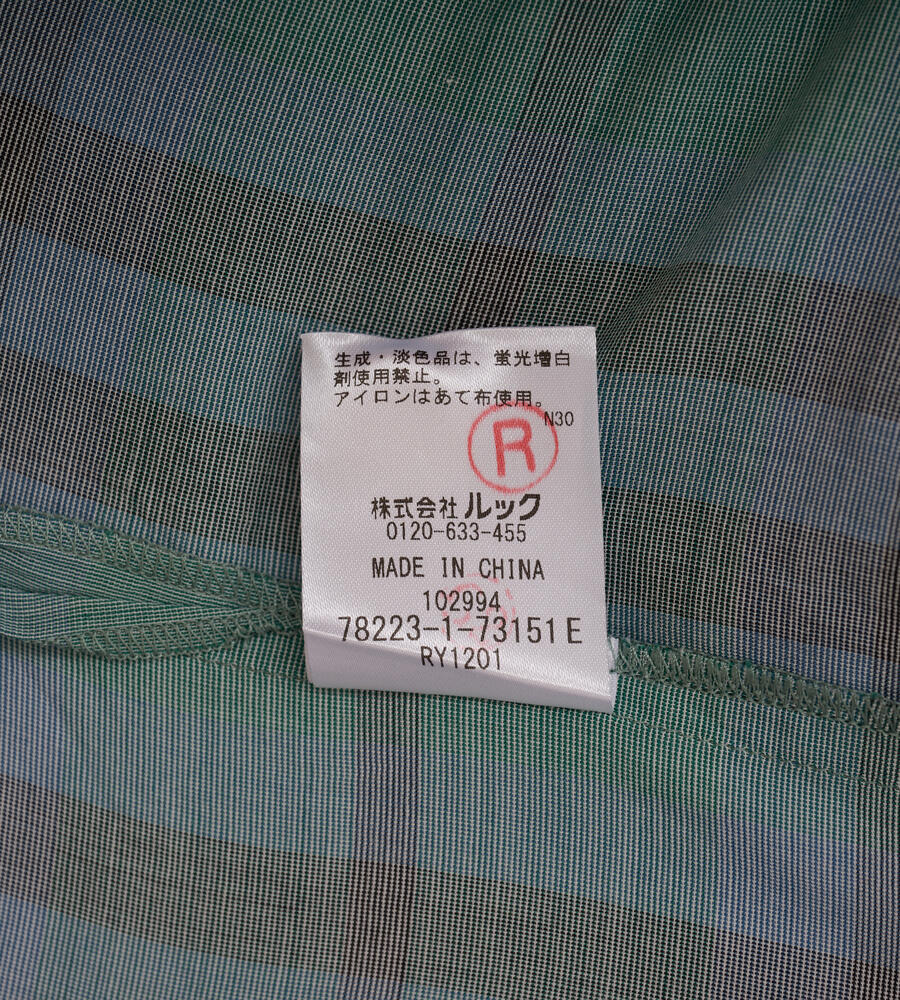 生成・淡色品は、蛍光増白
剤使用禁止。
アイロンはあて布使用。
N30
R
株式会社 ルック
0120-633-455
MADE IN CHINA
102994
78223-1-73151E
RY1201